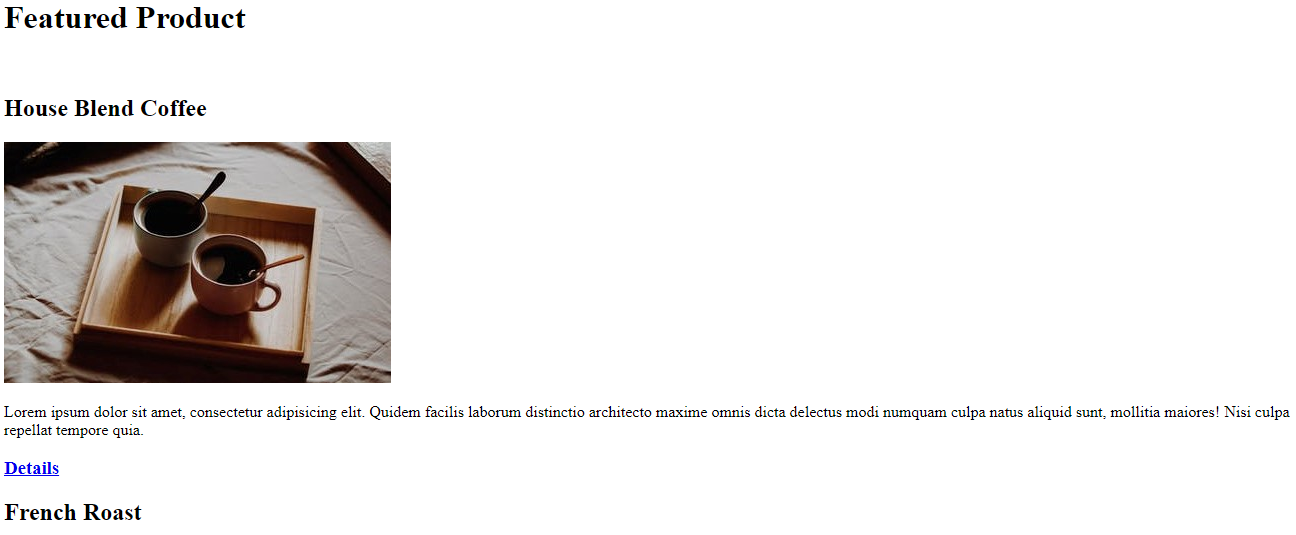 Featured Product
House Blend Coffee
Lorem ipsum dolor sit amet, consectetur adipisicing elit. Quidem facilis laborum distinctio architecto maxime omnis dicta delectus modi numquam culpa natus aliquid sunt, mollitia maiores! Nisi culpa
repellat tempore quia.
Details
French Roast